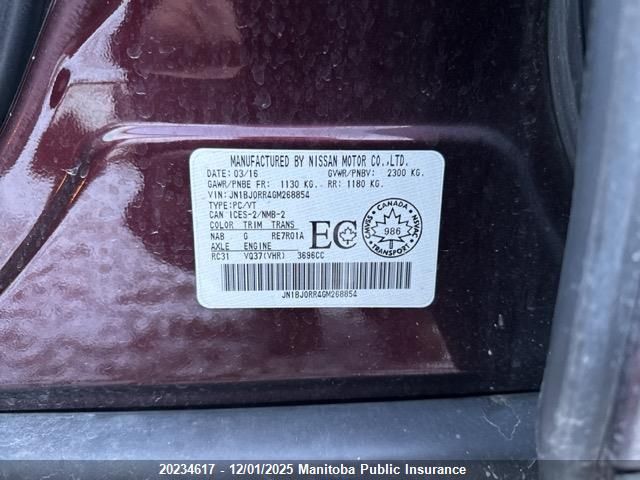 MANUFACTURED BY NISSAN MOTOR CO.,LTD.
DATE: 03/16 GVWR/PNBV: 2300 KG.
GAWR/PNBE FR: 1130 KG.. RR: 1180 KG.
VIN: JN1BJ0RR4GM268854
TYPE: PC/VT
CAN ICES-2/NMB-2
COLOR TRIM TRANS
NAB G RE7R01A
AXLE ENGINE
RC31 VQ37(VHR) 3696CC
EC
CANADA
986
TRANSPORT
JN1BJ0RR4GM268854
20234617 - 12/01/2025 Manitoba Public Insurance